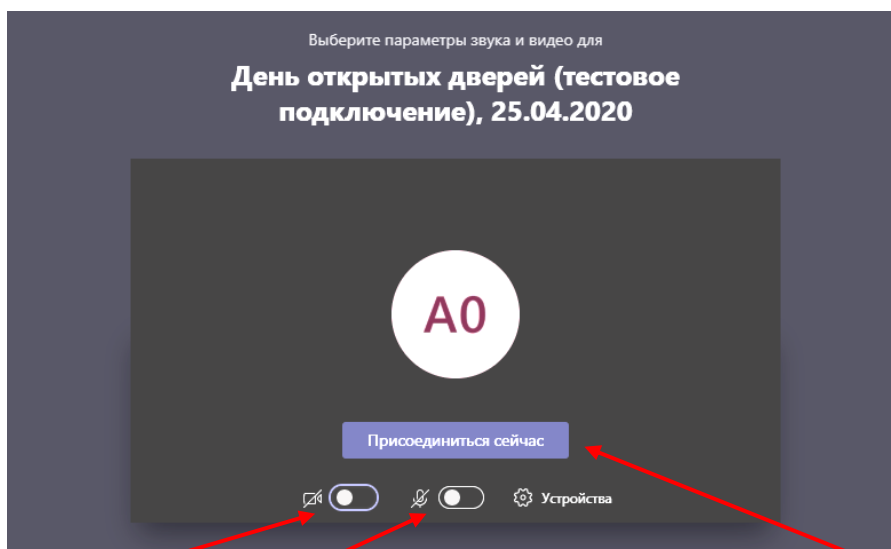 Выберите параметры звука и видео для
День открытых дверей (тестовое
подключение), 25.04.2020
A0
Присоединиться сейчас
Устройства